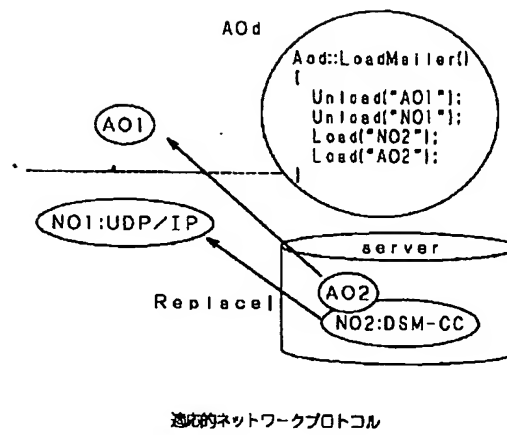 AOd
Aod::LoadMailer()
{
Unload("AO1");
Unload("NO1");
Load("NO2");
Load("AO2");
}
AO1
NO1:UDP/IP
server
AO2
Replace
NO2:DSM-CC
適応的ネットワークプロトコル